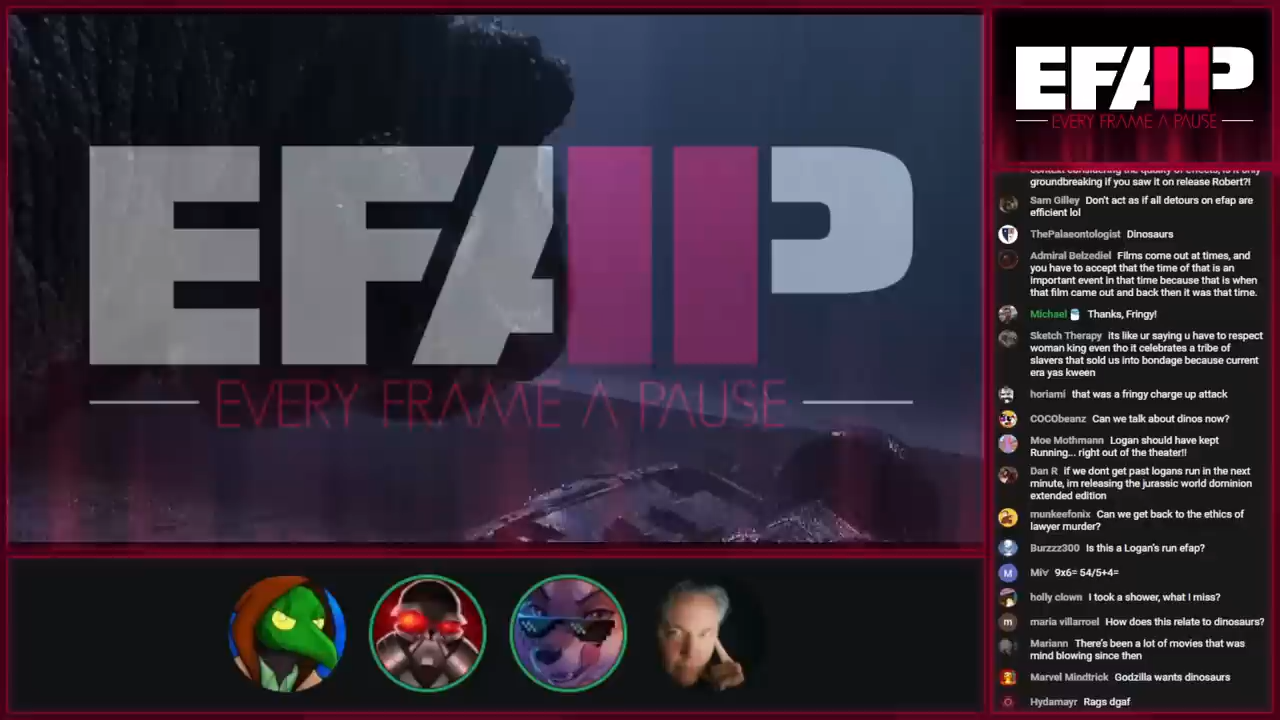 EFAP
EVERY FRAME A PAUSE
EFAP
EVERY FRAME A PAUSE
context considering the quality of effects, is it only
groundbreaking if you saw it on release Robert?!
Sam Gilley Don't act as if all detours on efap are
efficient lol
ThePalaeontologist Dinosaurs
Admiral Belzediel FIlms come out at times, and
you have to accept that the time of that is an
important event in that time because that is when
that film came out and back then it was that time.
Michael Thanks, Fringy!
Sketch Therapy its like ur saying u have to respect
woman king even tho it celebrates a tribe of
slavers that sold us into bondage because current
era yas kween
horiami that was a fringy charge up attack
COCObeanz Can we talk about dinos now?
Moe Mothmann Logan should have kept
Running... right out of the theater!!
Dan R if we dont get past logans run in the next
minute, im releasing the jurassic world dominion
extended edition
munkeefonix Can we get back to the ethics of
lawyer murder?
Burzzz300 Is this a Logan's run efap?
M Miv 9x6= 54/5+4=
holly clown I took a shower, what I miss?
m maria villarroel How does this relate to dinosaurs?
Mariann There's been a lot of movies that was
mind blowing since then
Marvel Mindtrick Godzilla wants dinosaurs
Hydamayr Rags dgaf